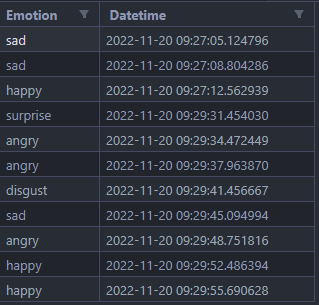 Emotion Datetime
sad 2022-11-20 09:27:05.124796
sad 2022-11-20 09:27:08.804286
happy 2022-11-20 09:27:12.562939
surprise 2022-11-20 09:29:31.454030
angry 2022-11-20 09:29:34.472449
angry 2022-11-20 09:29:37.963870
disgust 2022-11-20 09:29:41.456667
sad 2022-11-20 09:29:45.094994
angry 2022-11-20 09:29:48.751816
happy 2022-11-20 09:29:52.486394
happy 2022-11-20 09:29:55.690628